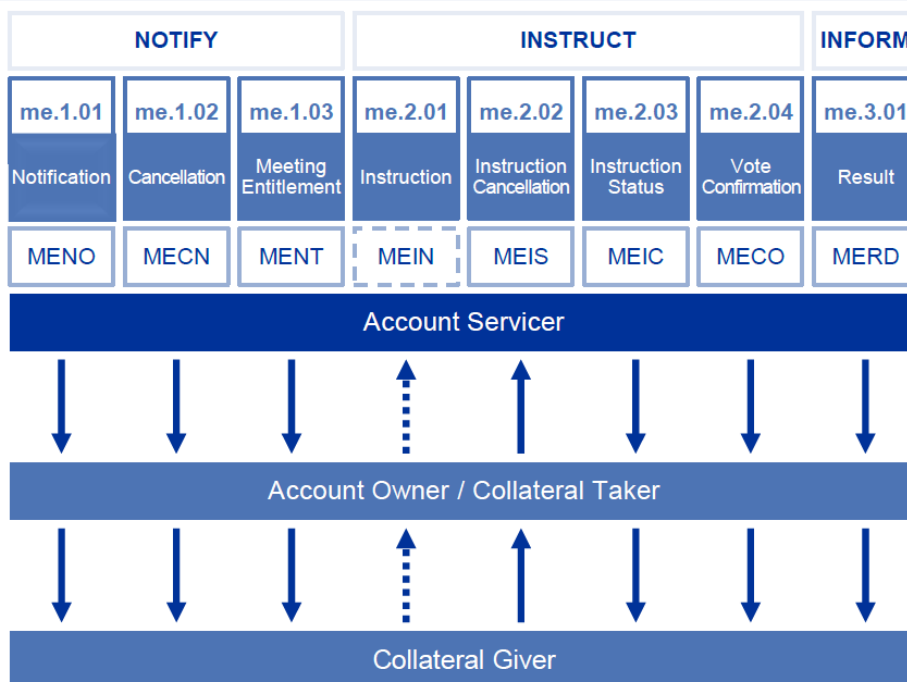 NOTIFY INSTRUCT INFORM
me.1.01 me.1.02 me.1.03 me.2.01 me.2.02 me.2.03 me.2.04 me.3.01
Notification
Cancellation
Meeting
Entitlement
Instruction
Instruction
Cancellation
Instruction
Status
Vote
Confirmation
Result
MENO MECN MENT MEIN MEIS MEIC MECO MERD
Account Servicer
Account Owner / Collateral Taker
Collateral Giver